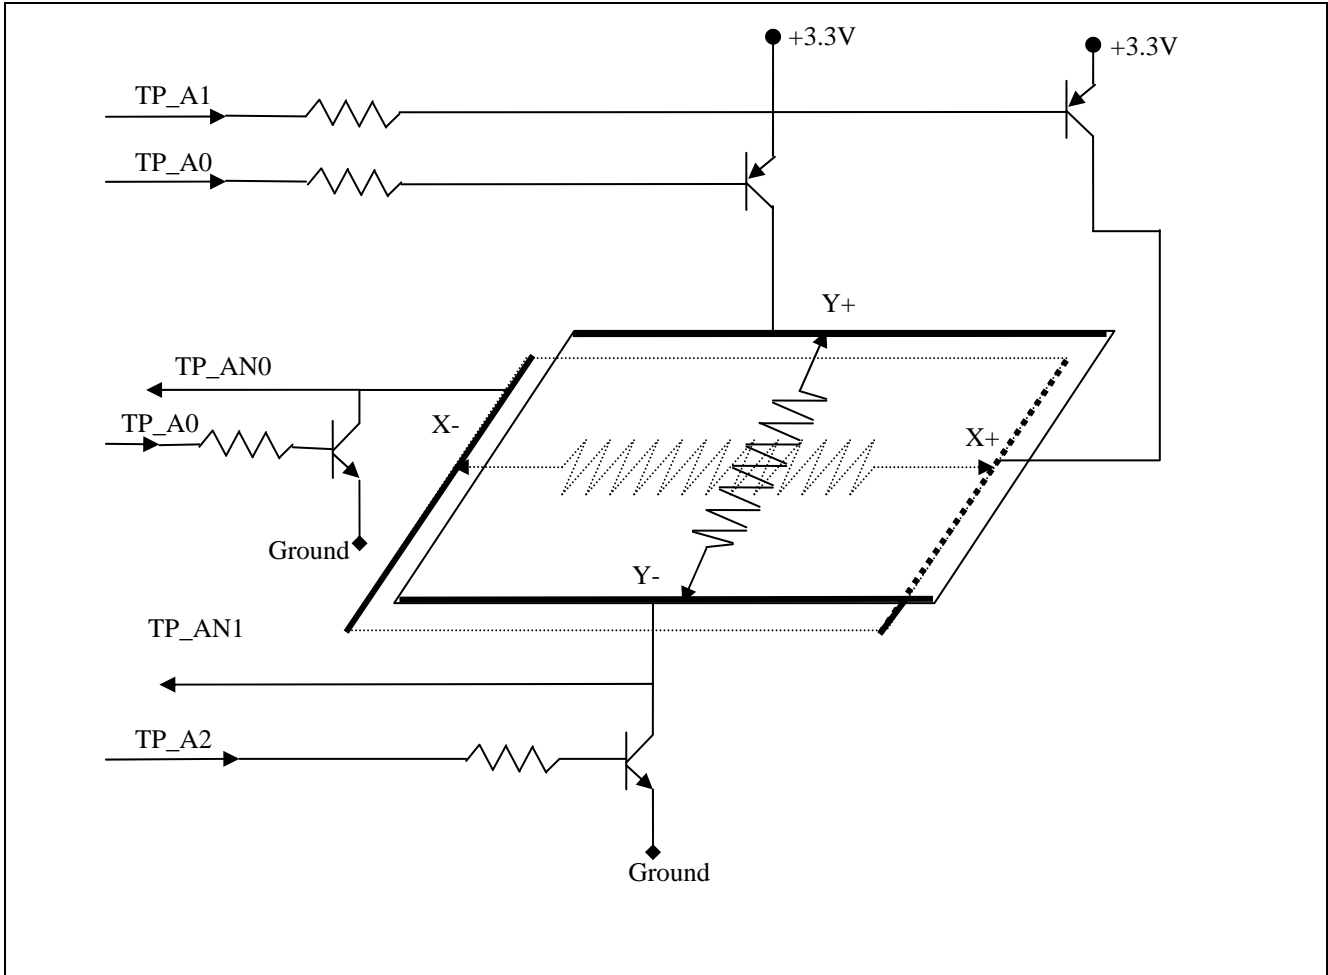 +3.3V
+3.3V
TP_A1
TP_A0
Y+
TP_AN0
TP_A0
X-
X+
Ground
Y-
TP_AN1
TP_A2
Ground